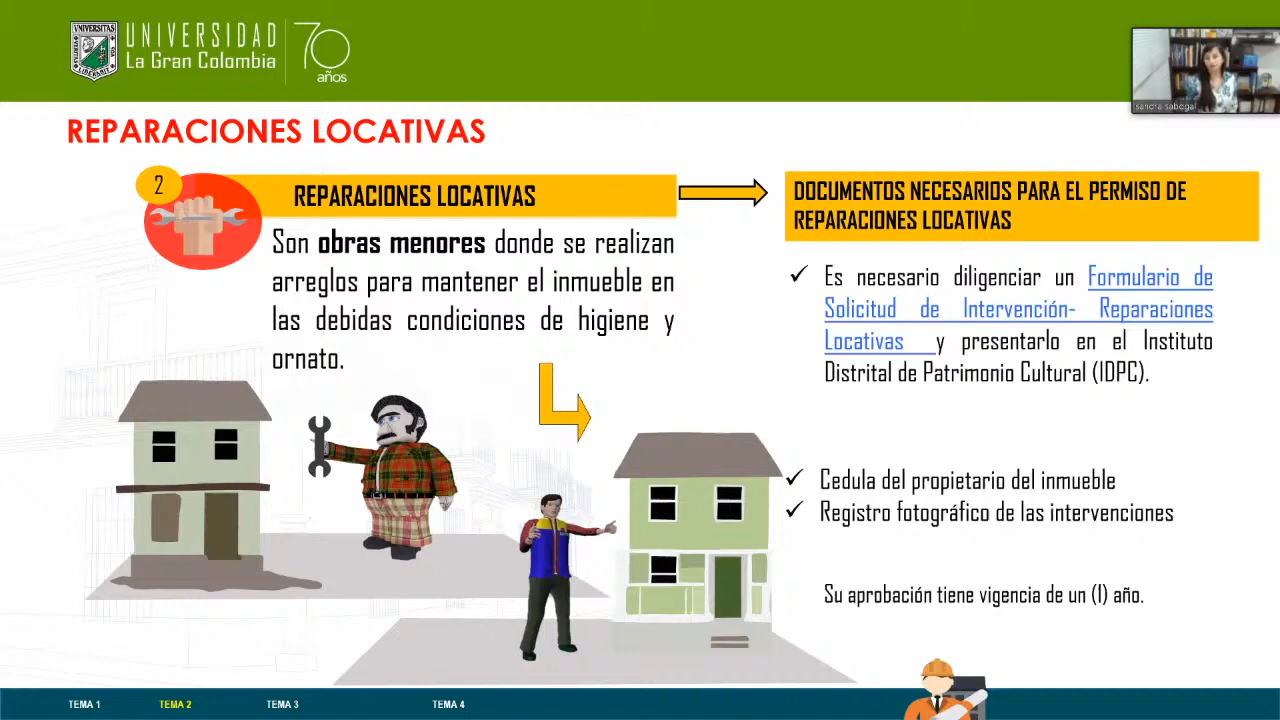 UNIVERSITAS
VERITAS
LIBERABIT
UNIVERSIDAD
La Gran Colombia
70
años
sandra sabogal
REPARACIONES LOCATIVAS
2
REPARACIONES LOCATIVAS
Son obras menores donde se realizan
arreglos para mantener el inmueble en
las debidas condiciones de higiene y
ornato.
DOCUMENTOS NECESARIOS PARA EL PERMISO DE
REPARACIONES LOCATIVAS
✓ Es necesario diligenciar un Formulario de
Solicitud de Intervención- Reparaciones
Locativas y presentarlo en el Instituto
Distrital de Patrimonio Cultural (IDPC).
✓ Cedula del propietario del inmueble
✓ Registro fotográfico de las intervenciones
Su aprobación tiene vigencia de un (1) año.
TEMA 1
TEMA 2
TEMA 3
TEMA 4